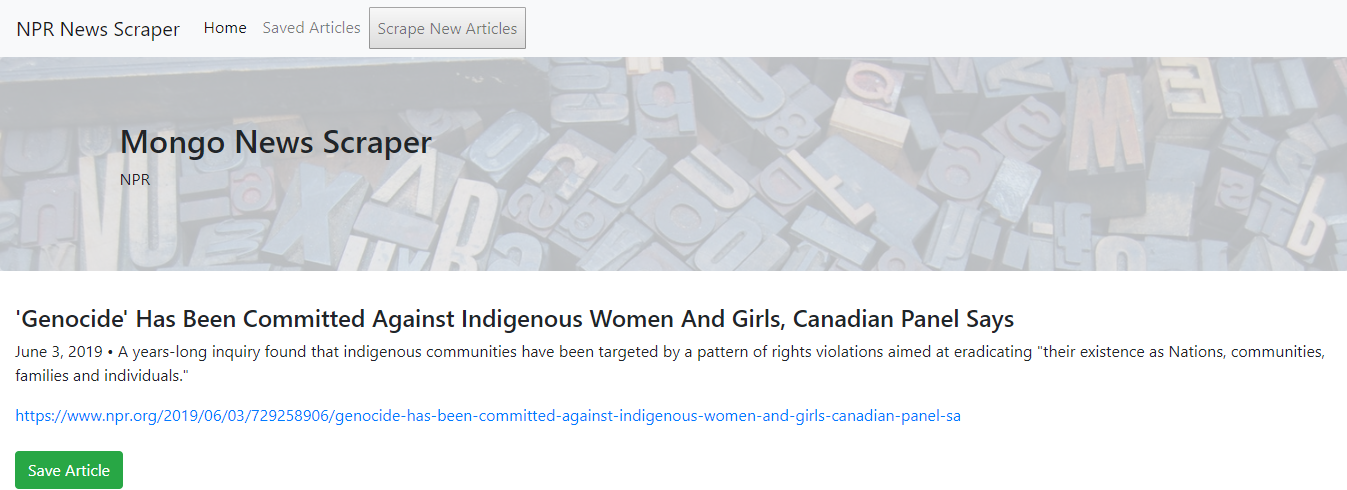 NPR News Scraper Home Saved Articles Scrape New Articles
Mongo News Scraper
NPR
'Genocide' Has Been Committed Against Indigenous Women And Girls, Canadian Panel Says
June 3, 2019 • A years-long inquiry found that indigenous communities have been targeted by a pattern of rights violations aimed at eradicating "their existence as Nations, communities,
families and individuals."
https://www.npr.org/2019/06/03/729258906/genocide-has-been-committed-against-indigenous-women-and-girls-canadian-panel-sa
Save Article